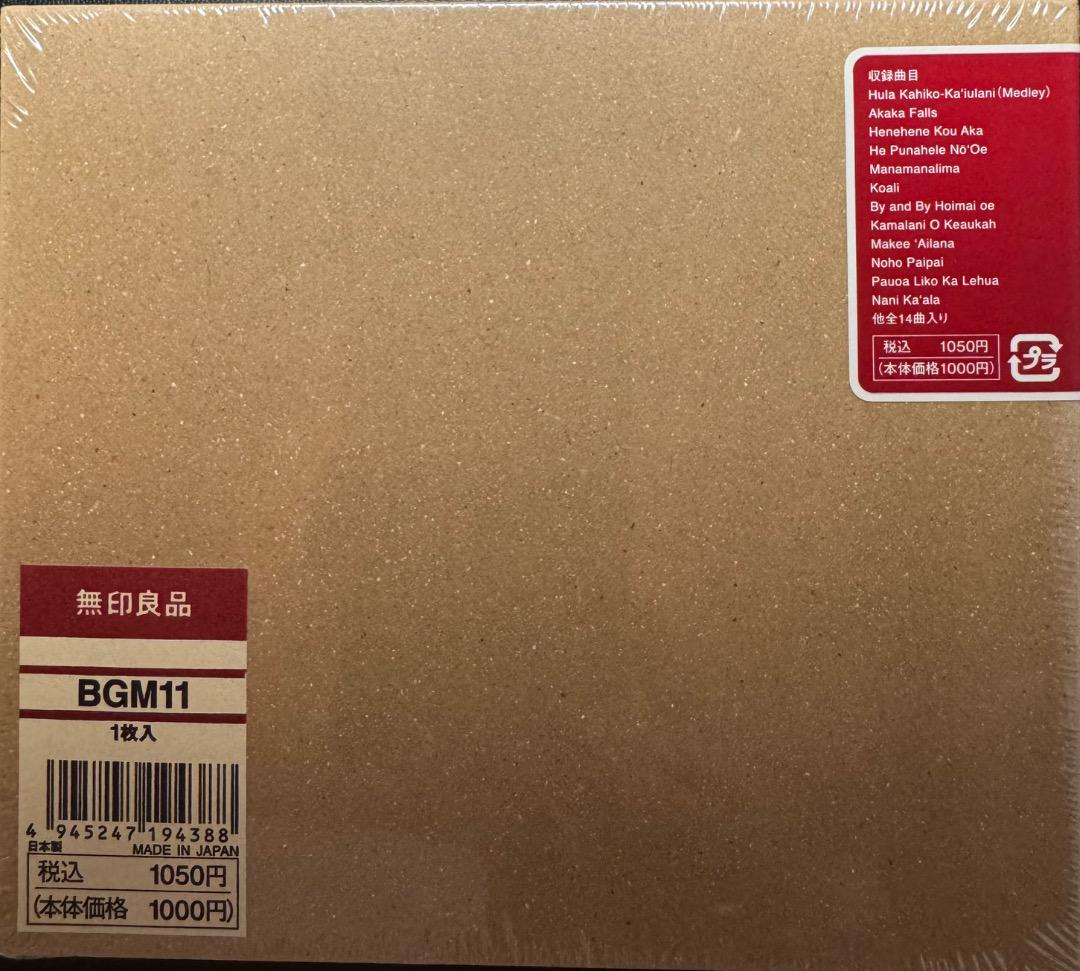 収録曲目
Hula Kahiko-Ka‘iulani (Medley)
Akaka Falls
Henehene Kou Aka
He Punahele Nō‘Oe
Manamanalima
Koali
By and By Hoimai oe
Kamalani O Keaukah
Makee ‘Ailana
Noho Paipai
Pauoa Liko Ka Lehua
Nani Ka‘ala
他全14曲入り
税込 1050円
(本体価格1000円)
プラ
無印良品
BGM11
1枚入
4 945247 194388
日本製 MADE IN JAPAN
税込 1050円
(本体価格 1000円)